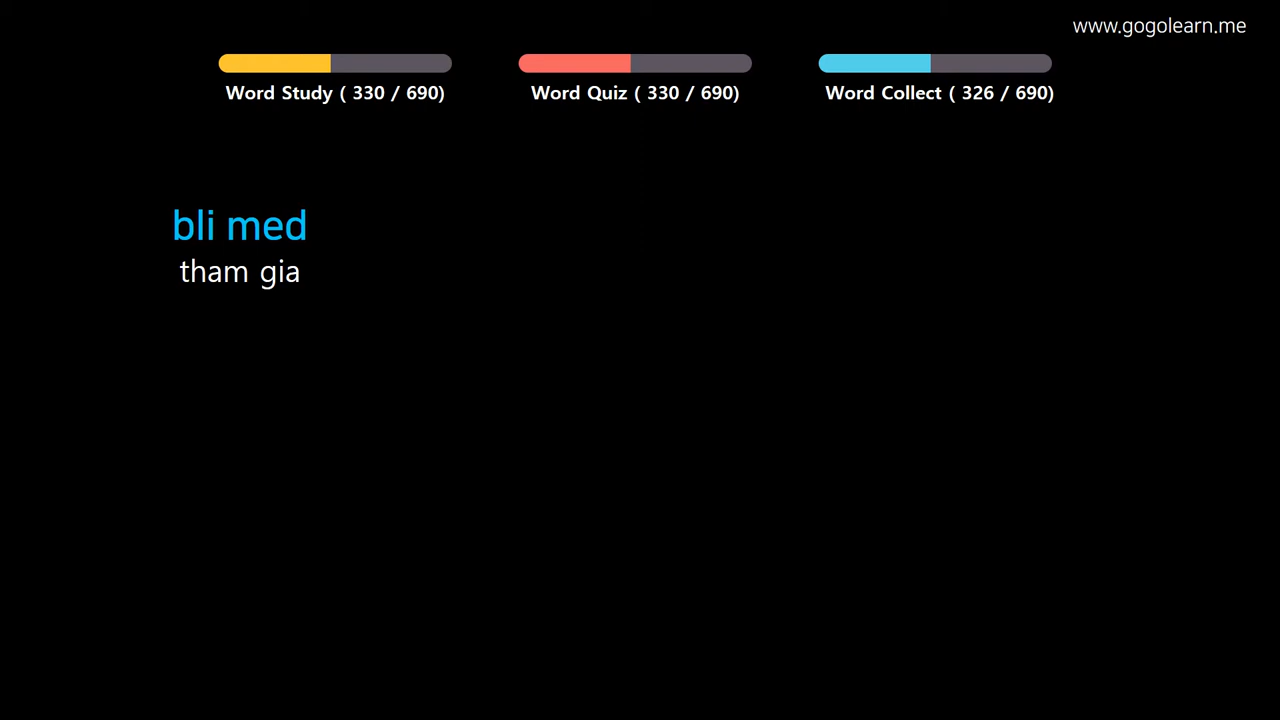 www.gogolearn.me
Word Study ( 330 / 690)
Word Quiz ( 330 / 690)
Word Collect ( 326 / 690)
bli med
tham gia